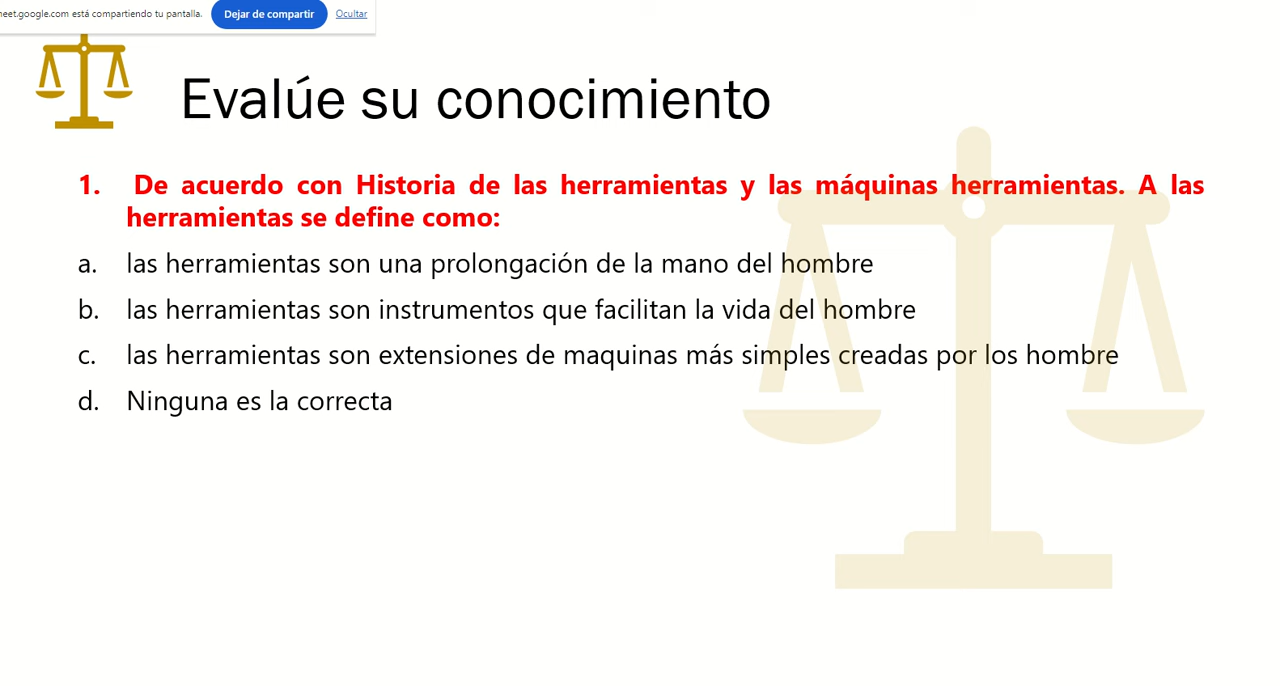 meet.google.com está compartiendo tu pantalla. Dejar de compartir Ocultar
Evalúe su conocimiento
1. De acuerdo con Historia de las herramientas y las máquinas herramientas. A las
herramientas se define como:
a. las herramientas son una prolongación de la mano del hombre
b. las herramientas son instrumentos que facilitan la vida del hombre
c. las herramientas son extensiones de maquinas más simples creadas por los hombre
d. Ninguna es la correcta